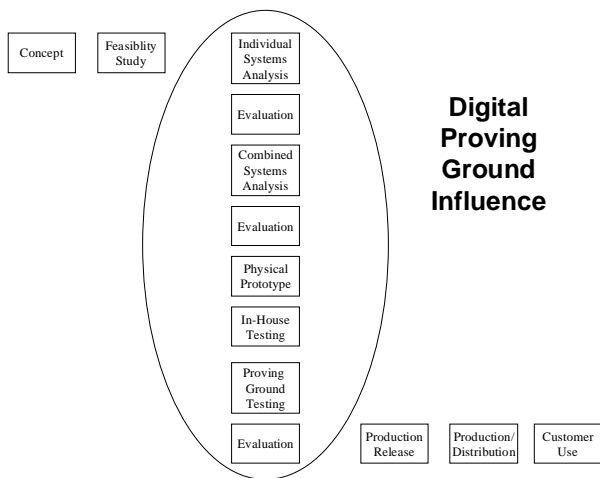 Concept
Feasiblity
Study
Individual
Systems
Analysis
Evaluation
Combined
Systems
Analysis
Evaluation
Physical
Prototype
In-House
Testing
Proving
Ground
Testing
Evaluation
Production
Release
Production/
Distribution
Customer
Use
Digital
Proving
Ground
Influence